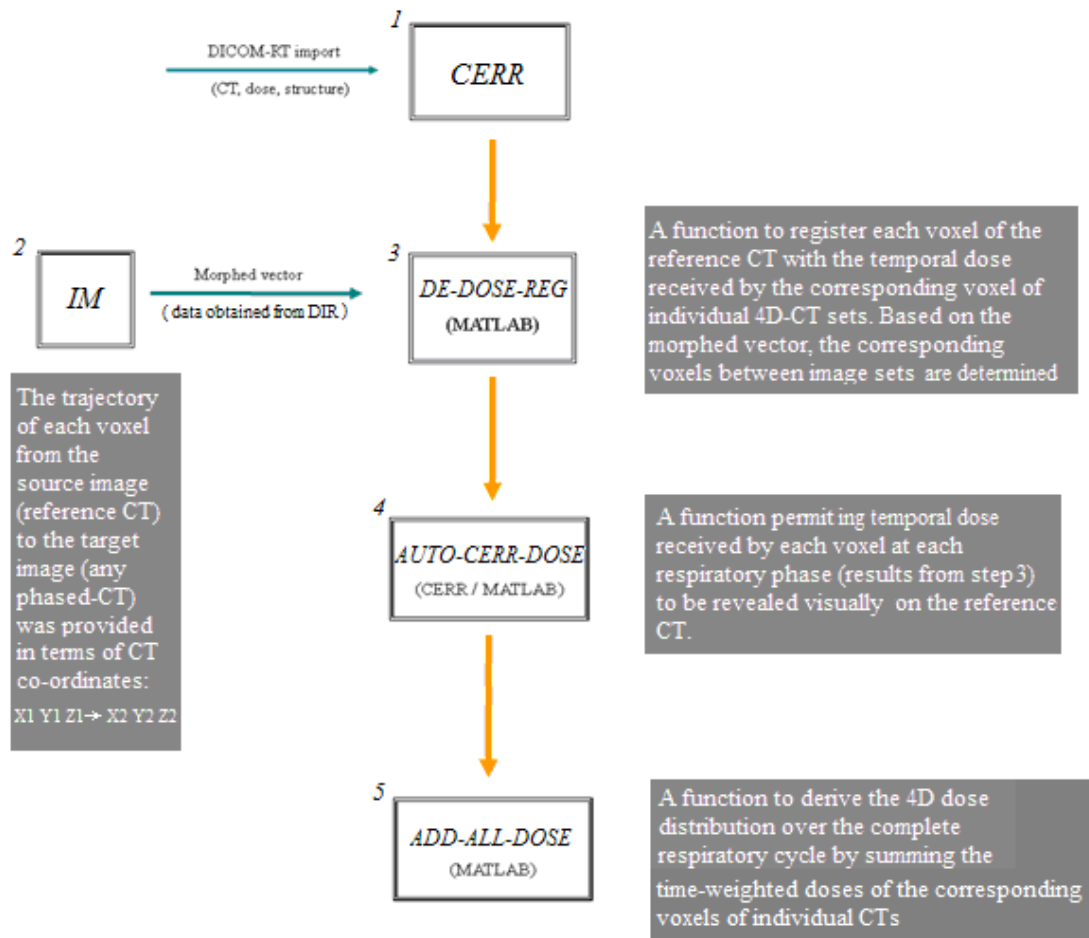 1
DICOM-RT import
(CT, dose, structure)
CERR
2
IM
Morphed vector
( data obtained from DIR )
3
DE-DOSE-REG
(MATLAB)
A function to register each voxel of the
reference CT with the temporal dose
received by the corresponding voxel of
individual 4D-CT sets. Based on the
morphed vector, the corresponding
voxels between image sets are determined
The trajectory
of each voxel
from the
source image
(reference CT)
to the target
image (any
phased-CT)
was provided
in terms of CT
co-ordinates:
X1 Y1 Z1→ X2 Y2 Z2
4
AUTO-CERR-DOSE
(CERR / MATLAB)
A function permiting temporal dose
received by each voxel at each
respiratory phase (results from step 3)
to be revealed visually on the reference
CT.
5
ADD-ALL-DOSE
(MATLAB)
A function to derive the 4D dose
distribution over the complete
respiratory cycle by summing the
time-weighted doses of the corresponding
voxels of individual CTs